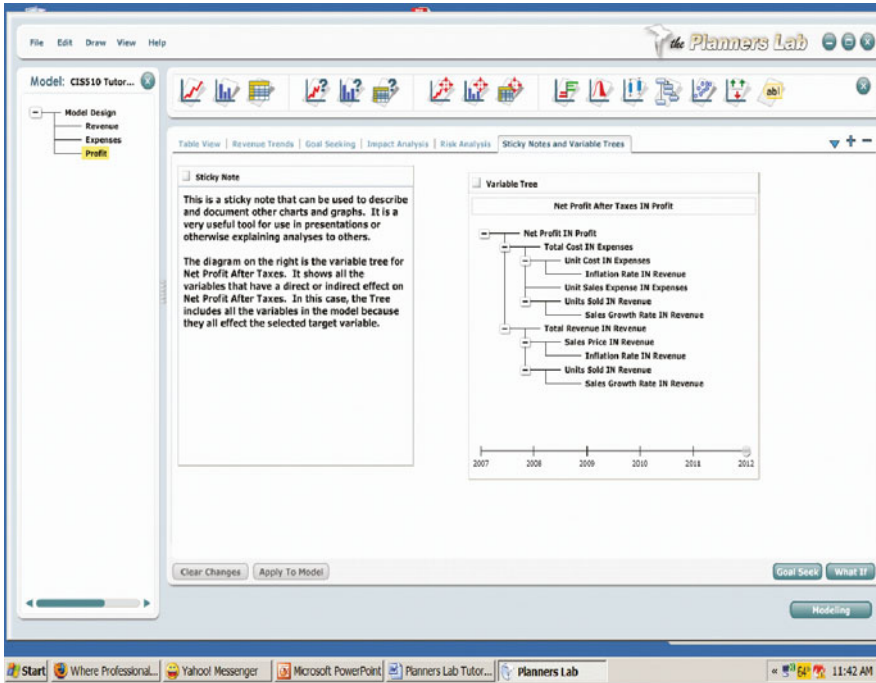 File Edit Draw View Help
the Planners Lab
Model: CIS510 Tutor...
Model Design
Revenue
Expenses
Profit
abl
Table View | Revenue Trends | Goal Seeking | Impact Analysis | Risk Analysis | Sticky Notes and Variable Trees
Sticky Note
This is a sticky note that can be used to describe
and document other charts and graphs. It is a
very useful tool for use in presentations or
otherwise explaining analyses to others.
The diagram on the right is the variable tree for
Net Profit After Taxes. It shows all the
variables that have a direct or indirect effect on
Net Profit After Taxes. In this case, the Tree
includes all the variables in the model because
they all effect the selected target variable.
Variable Tree
Net Profit After Taxes IN Profit
Net Profit IN Profit
Total Cost IN Expenses
Unit Cost IN Expenses
Inflation Rate IN Revenue
Unit Sales Expense IN Expenses
Units Sold IN Revenue
Sales Growth Rate IN Revenue
Total Revenue IN Revenue
Sales Price IN Revenue
Inflation Rate IN Revenue
Units Sold IN Revenue
Sales Growth Rate IN Revenue
2007 2008 2009 2010 2011 2012
Clear Changes Apply To Model Goal Seek What If
Modeling
Start Where Professional... Yahoo! Messenger Microsoft PowerPoint Planners Lab Tutor... Planners Lab « 64° 11:42 AM